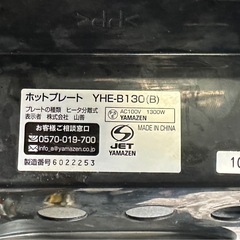 ホットプレート YHE-B130(B)
プレートの種類 ヒータ分離式
表示者 株式会社 山善
AC100V 1300W
YAMAZEN
お客様ご相談窓口
0570-019-700
info_a@yamazen.co.jp
MADE IN CHINA
JET
YAMAZEN
製造番号 6022253
10